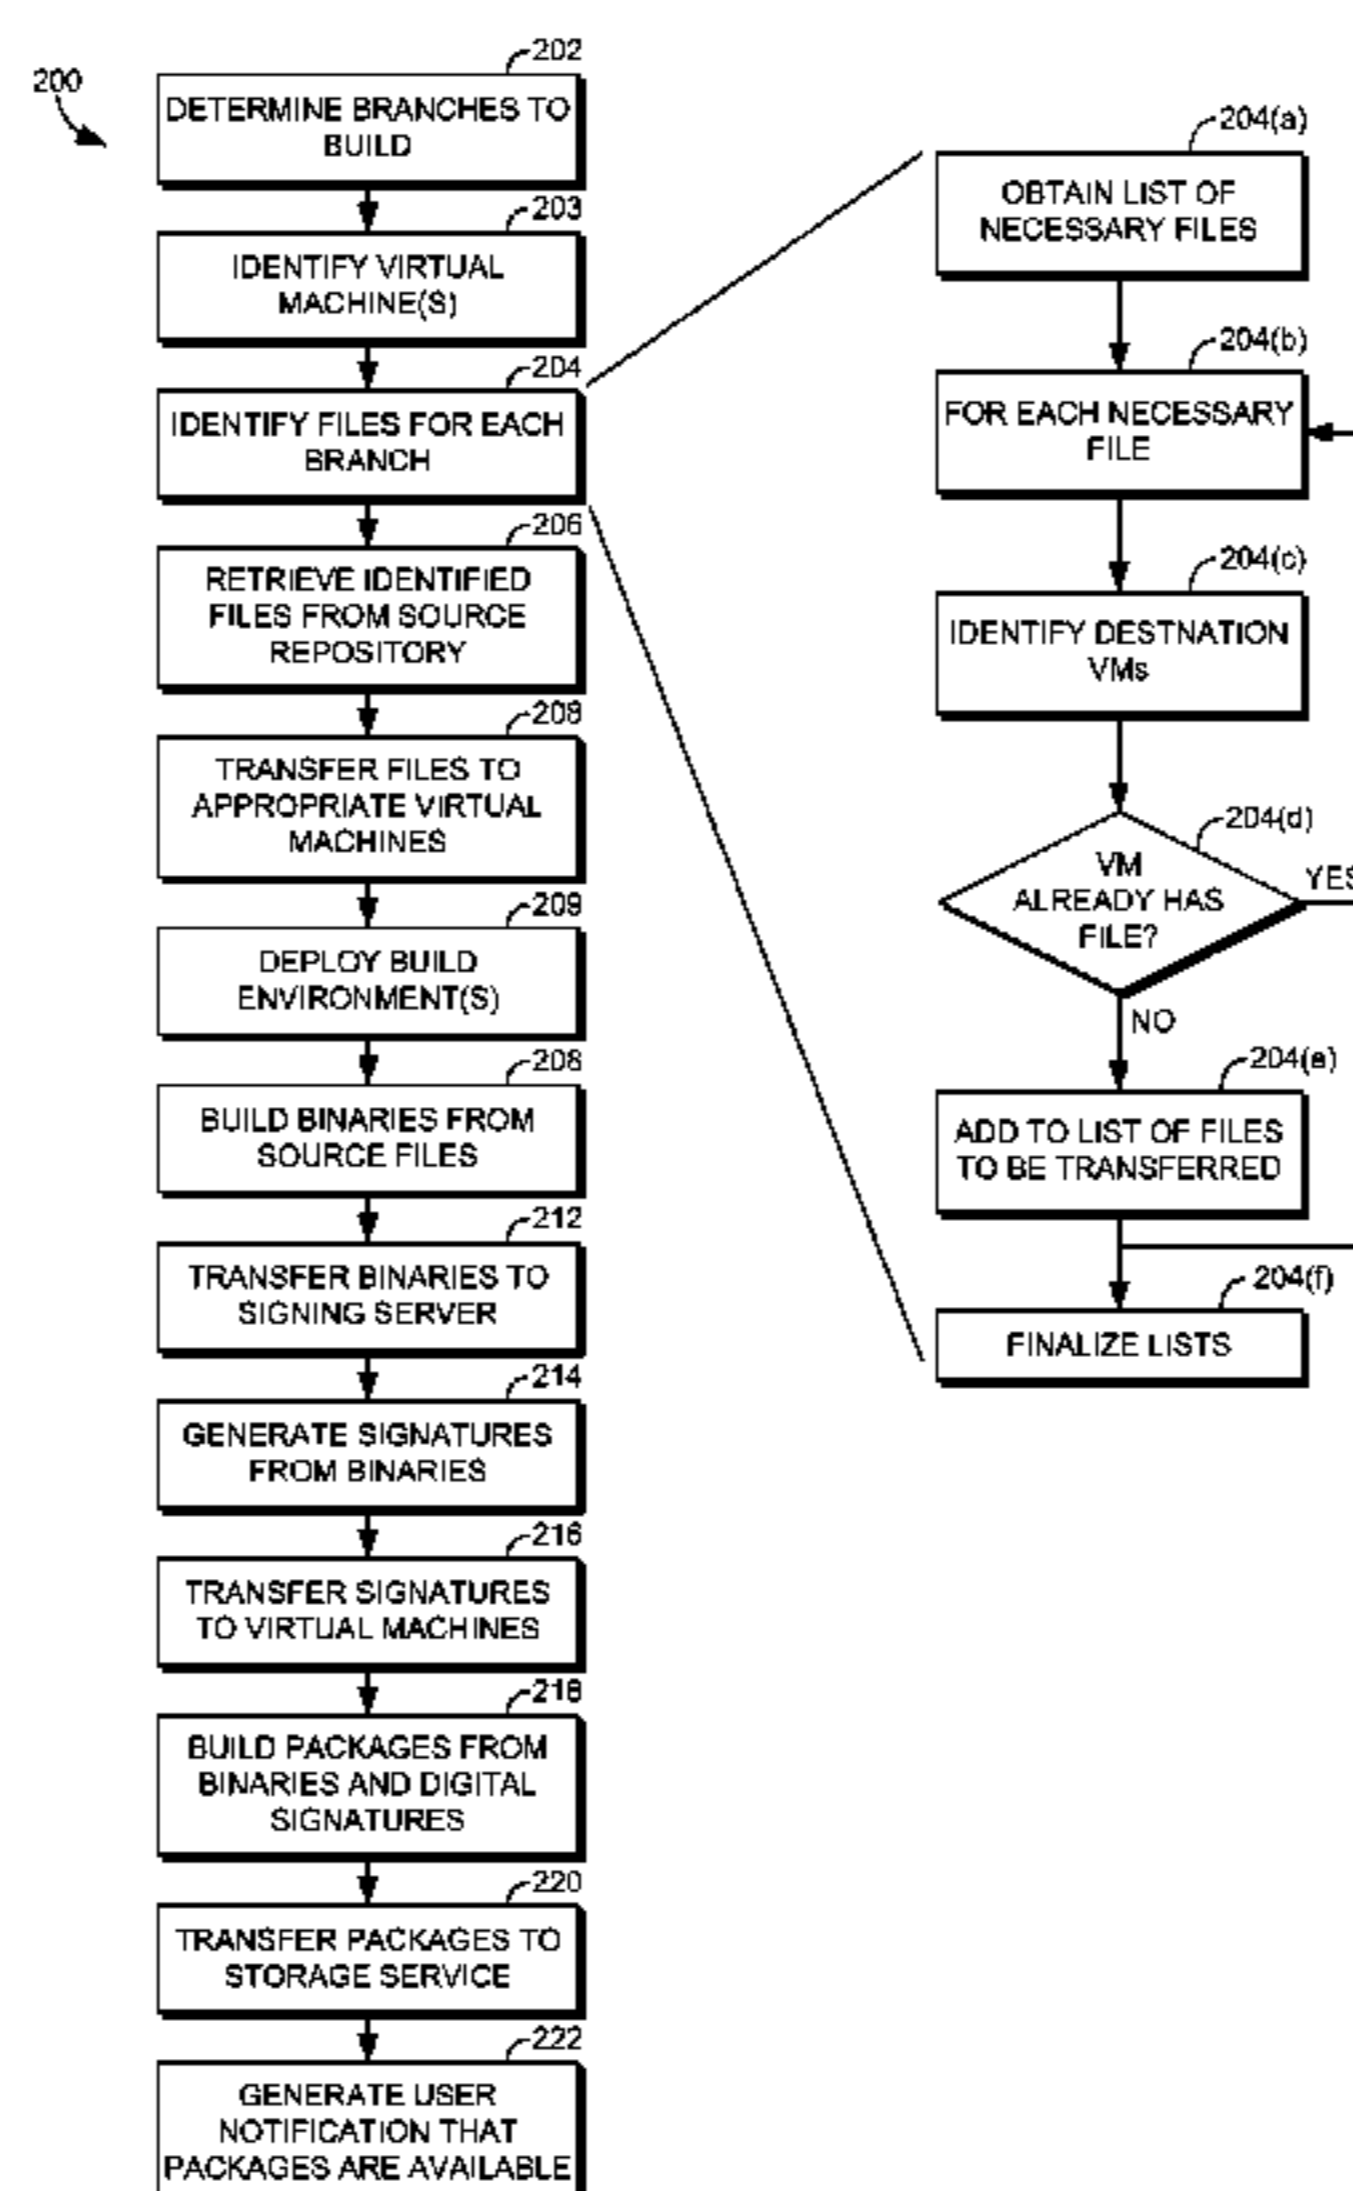 200
202
DETERMINE BRANCHES TO
BUILD
203
IDENTIFY VIRTUAL
MACHINE(S)
204
IDENTIFY FILES FOR EACH
BRANCH
206
RETRIEVE IDENTIFIED
FILES FROM SOURCE
REPOSITORY
208
TRANSFER FILES TO
APPROPRIATE VIRTUAL
MACHINES
209
DEPLOY BUILD
ENVIRONMENT(S)
208
BUILD BINARIES FROM
SOURCE FILES
212
TRANSFER BINARIES TO
SIGNING SERVER
214
GENERATE SIGNATURES
FROM BINARIES
216
TRANSFER SIGNATURES
TO VIRTUAL MACHINES
218
BUILD PACKAGES FROM
BINARIES AND DIGITAL
SIGNATURES
220
TRANSFER PACKAGES TO
STORAGE SERVICE
222
GENERATE USER
NOTIFICATION THAT
PACKAGES ARE AVAILABLE
204(a)
OBTAIN LIST OF
NECESSARY FILES
204(b)
FOR EACH NECESSARY
FILE
204(c)
IDENTIFY DESTNATION
VMs
204(d)
VM
ALREADY HAS
FILE?
YES
NO
204(e)
ADD TO LIST OF FILES
TO BE TRANSFERRED
204(f)
FINALIZE LISTS